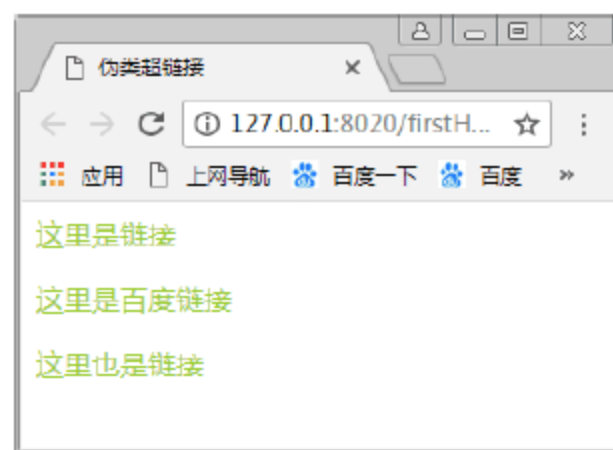 伪类超链接
127.0.0.1:8020/firstH...
应用 上网导航 百度一下 百度 »
这里是链接
这里是百度链接
这里也是链接